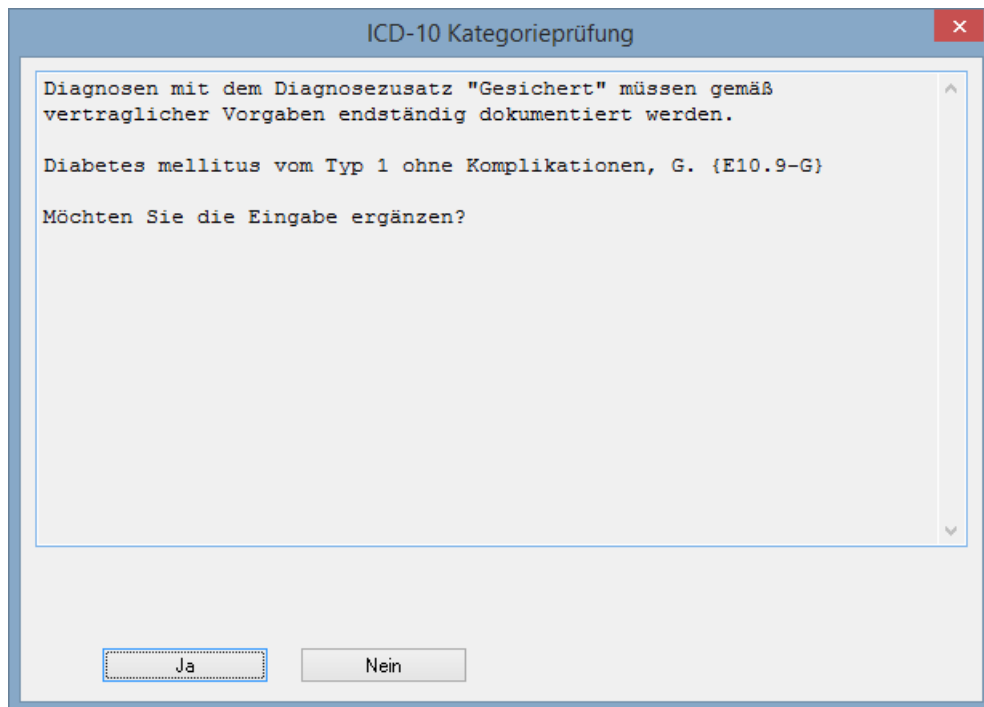 ICD-10 Kategorieprüfung
Diagnosen mit dem Diagnosezusatz "Gesichert" müssen gemäß
vertraglicher Vorgaben endständig dokumentiert werden.
Diabetes mellitus vom Typ 1 ohne Komplikationen, G. {E10.9-G}
Möchten Sie die Eingabe ergänzen?
Ja
Nein